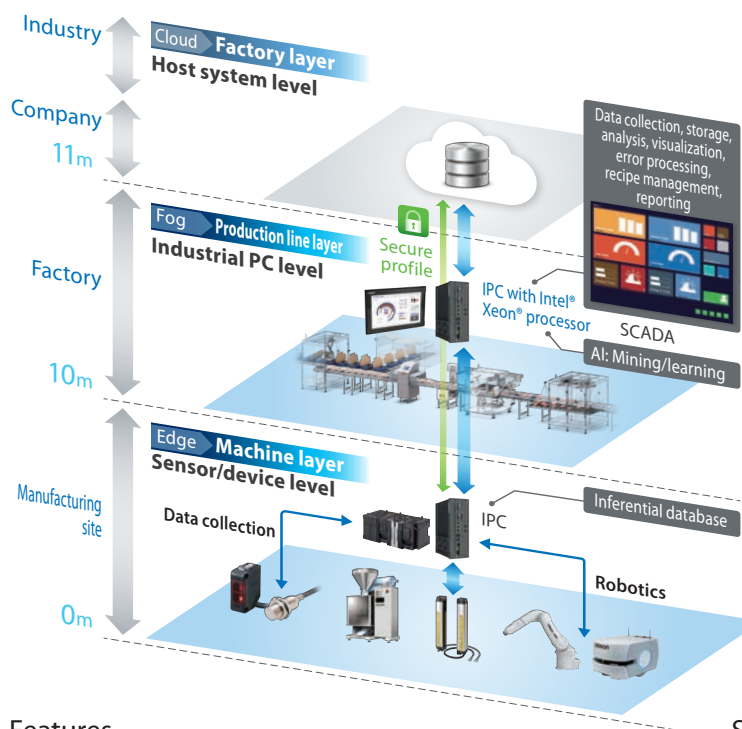 Industry
Cloud Factory layer
Host system level
Company
11m
Data collection, storage,
analysis, visualization,
error processing,
recipe management,
reporting
Fog Production line layer
Industrial PC level
Secure
profile
Factory
IPC with Intel®
Xeon® processor
SCADA
AI: Mining/learning
10m
Edge Machine layer
Sensor/device level
Manufacturing
site
Data collection
IPC
Inferential database
Robotics
0m
Features
S